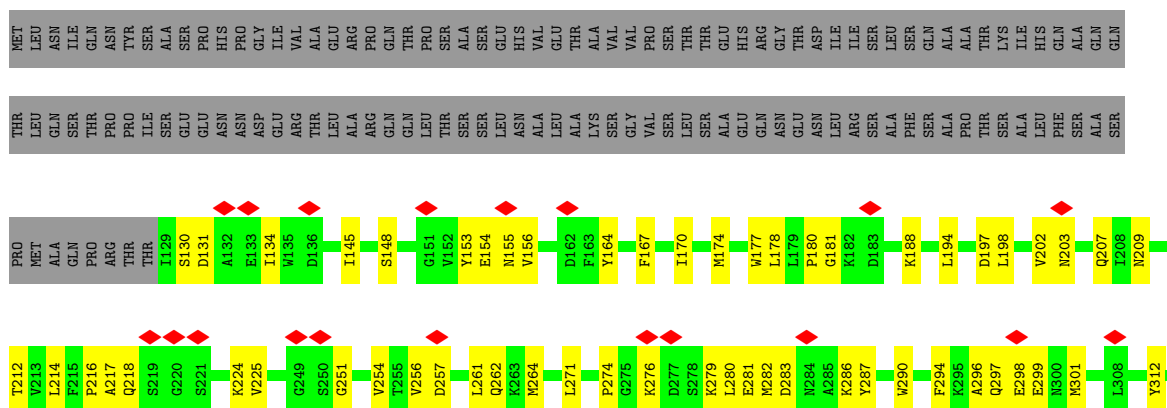 MET LEU ASN ILE GLN ASN TYR SER ALA SER PRO HIS PRO GLY ILE VAL ALA GLU ARG PRO GLN THR PRO SER ALA SER GLU HIS VAL GLU THR ALA VAL VAL PRO SER THR THR GLU HIS ARG GLY THR ASP ILE ILE SER LEU SER GLN ALA ALA THR LYS ILE HIS GLN ALA GLN GLN
THR LEU GLN SER THR PRO PRO ILE SER GLU GLU ASN ASN ASP GLU ARG THR LEU ALA ARG GLN GLN LEU THR SER SER LEU ASN ALA LEU ALA LYS SER GLY VAL SER LEU SER ALA GLU GLN ASN GLU ASN LEU ARG SER ALA PHE SER ALA PRO THR SER ALA LEU PHE SER ALA SER
PRO MET ALA GLN PRO ARG THR THR I129 S130 D131 A132 E133 I134 W135 D136 I145 S148 G151 V152 Y153 E154 N155 V156 D162 F163 Y164 F167 I170 M174 W177 L178 L179 P180 G181 K182 D183 K188 L194 D197 L198 V202 N203 Q207 I208 N209
T212 V213 L214 F215 P216 A217 Q218 S219 G220 S221 K224 V225 G249 S250 G251 V254 T255 V256 D257 L261 Q262 K263 M264 L271 P274 G275 K276 D277 S278 K279 L280 E281 M282 D283 N284 A285 K286 Y287 W290 F294 K295 A296 Q297 E298 E299 N300 M301 L308 Y312